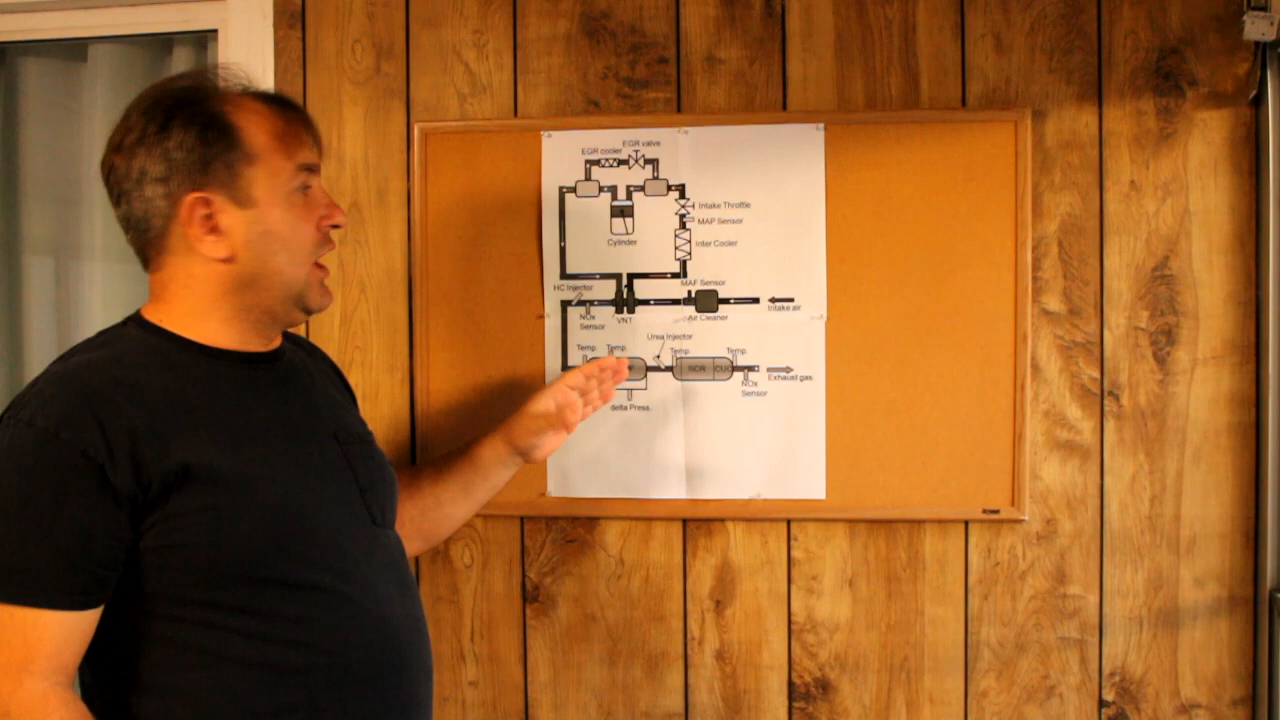 EGR valve
EGR cooler
Intake Throttle
MAP Sensor
Cylinder
Inter Cooler
MAF Sensor
HC Injector
Intake air
NOx
Sensor
VNT
Air Cleaner
Urea Injector
Temp.
Temp.
Temp.
Temp.
SCR
CUC
Exhaust gas
NOx
Sensor
delta Press.